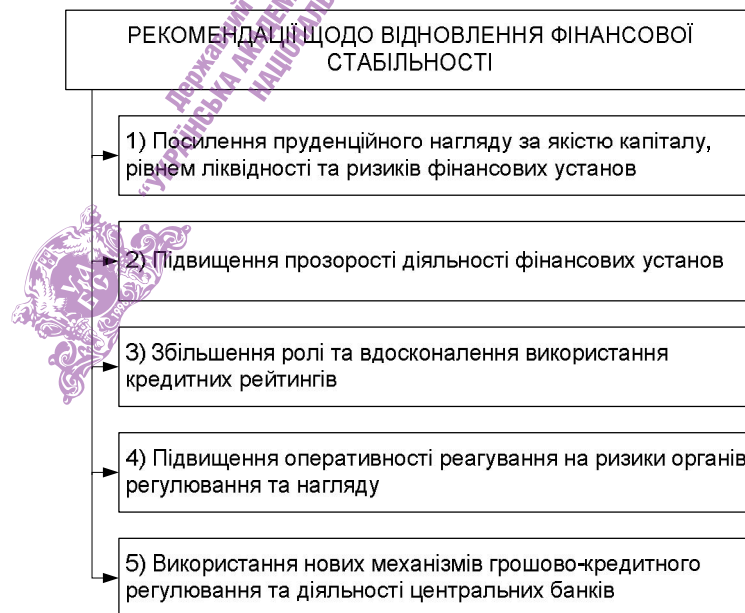 РЕКОМЕНДАЦІЇ ЩОДО ВІДНОВЛЕННЯ ФІНАНСОВОЇ
СТАБІЛЬНОСТІ
1) Посилення пруденційного нагляду за якістю капіталу,
рівнем ліквідності та ризиків фінансових установ
2) Підвищення прозорості діяльності фінансових установ
3) Збільшення ролі та вдосконалення використання
кредитних рейтингів
4) Підвищення оперативності реагування на ризики органів
регулювання та нагляду
5) Використання нових механізмів грошово-кредитного
регулювання та діяльності центральних банків
Державний
“УКРАЇНСЬКА